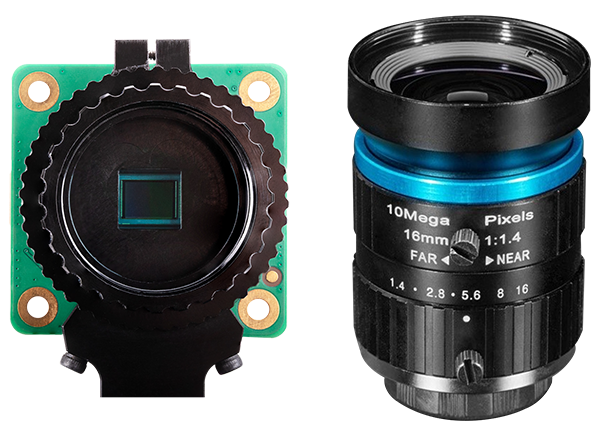 10Mega Pixels
16mm 1:1.4
FAR ◄ ► NEAR
1.4 • 2.8 • 5.6 8 16